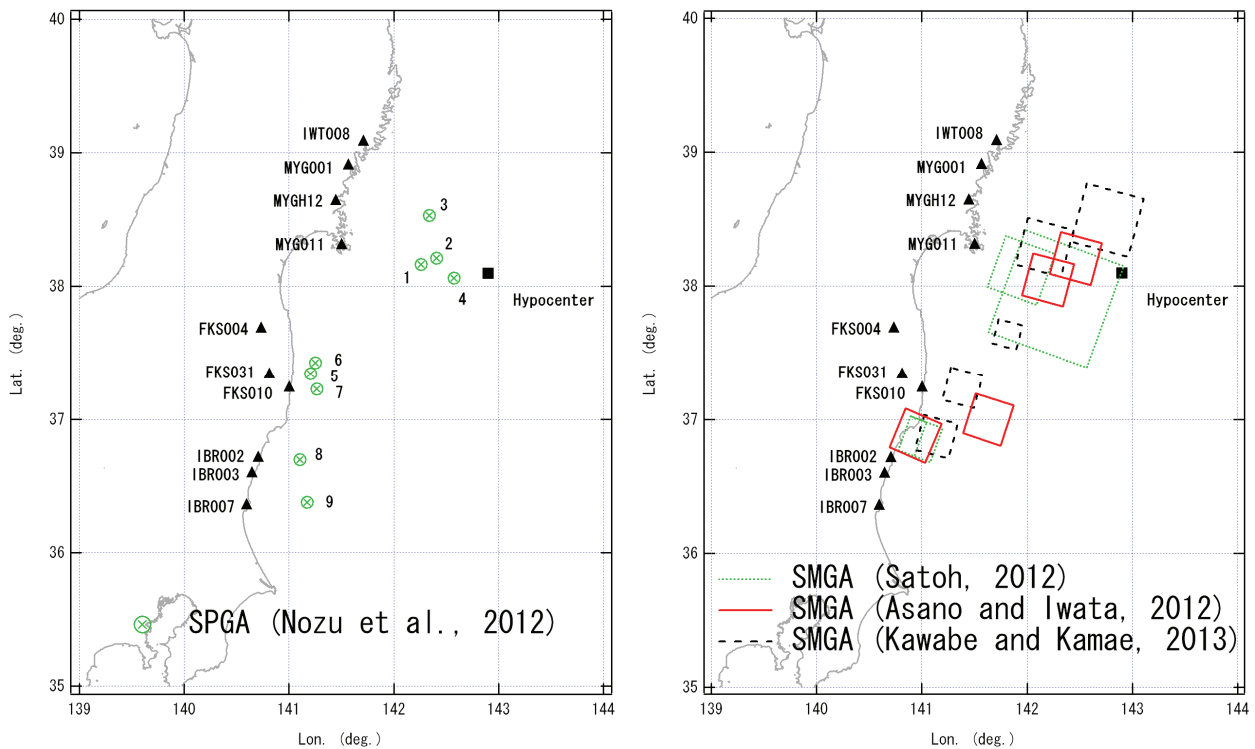 40
39
38
37
36
35
139
140
141
142
143
144
Lat. (deg.)
Lon. (deg.)
IWT008
MYG001
MYGH12
MYG011
3
2
1
4
Hypocenter
FKS004
FKS031
FKS010
6
5
7
IBR002
IBR003
IBR007
8
9
SPGA (Nozu et al., 2012)
40
39
38
37
36
35
139
140
141
142
143
144
Lat. (deg.)
Lon. (deg.)
IWT008
MYG001
MYGH12
MYG011
Hypocenter
FKS004
FKS031
FKS010
IBR002
IBR003
IBR007
SMGA (Satoh, 2012)
SMGA (Asano and Iwata, 2012)
SMGA (Kawabe and Kamae, 2013)